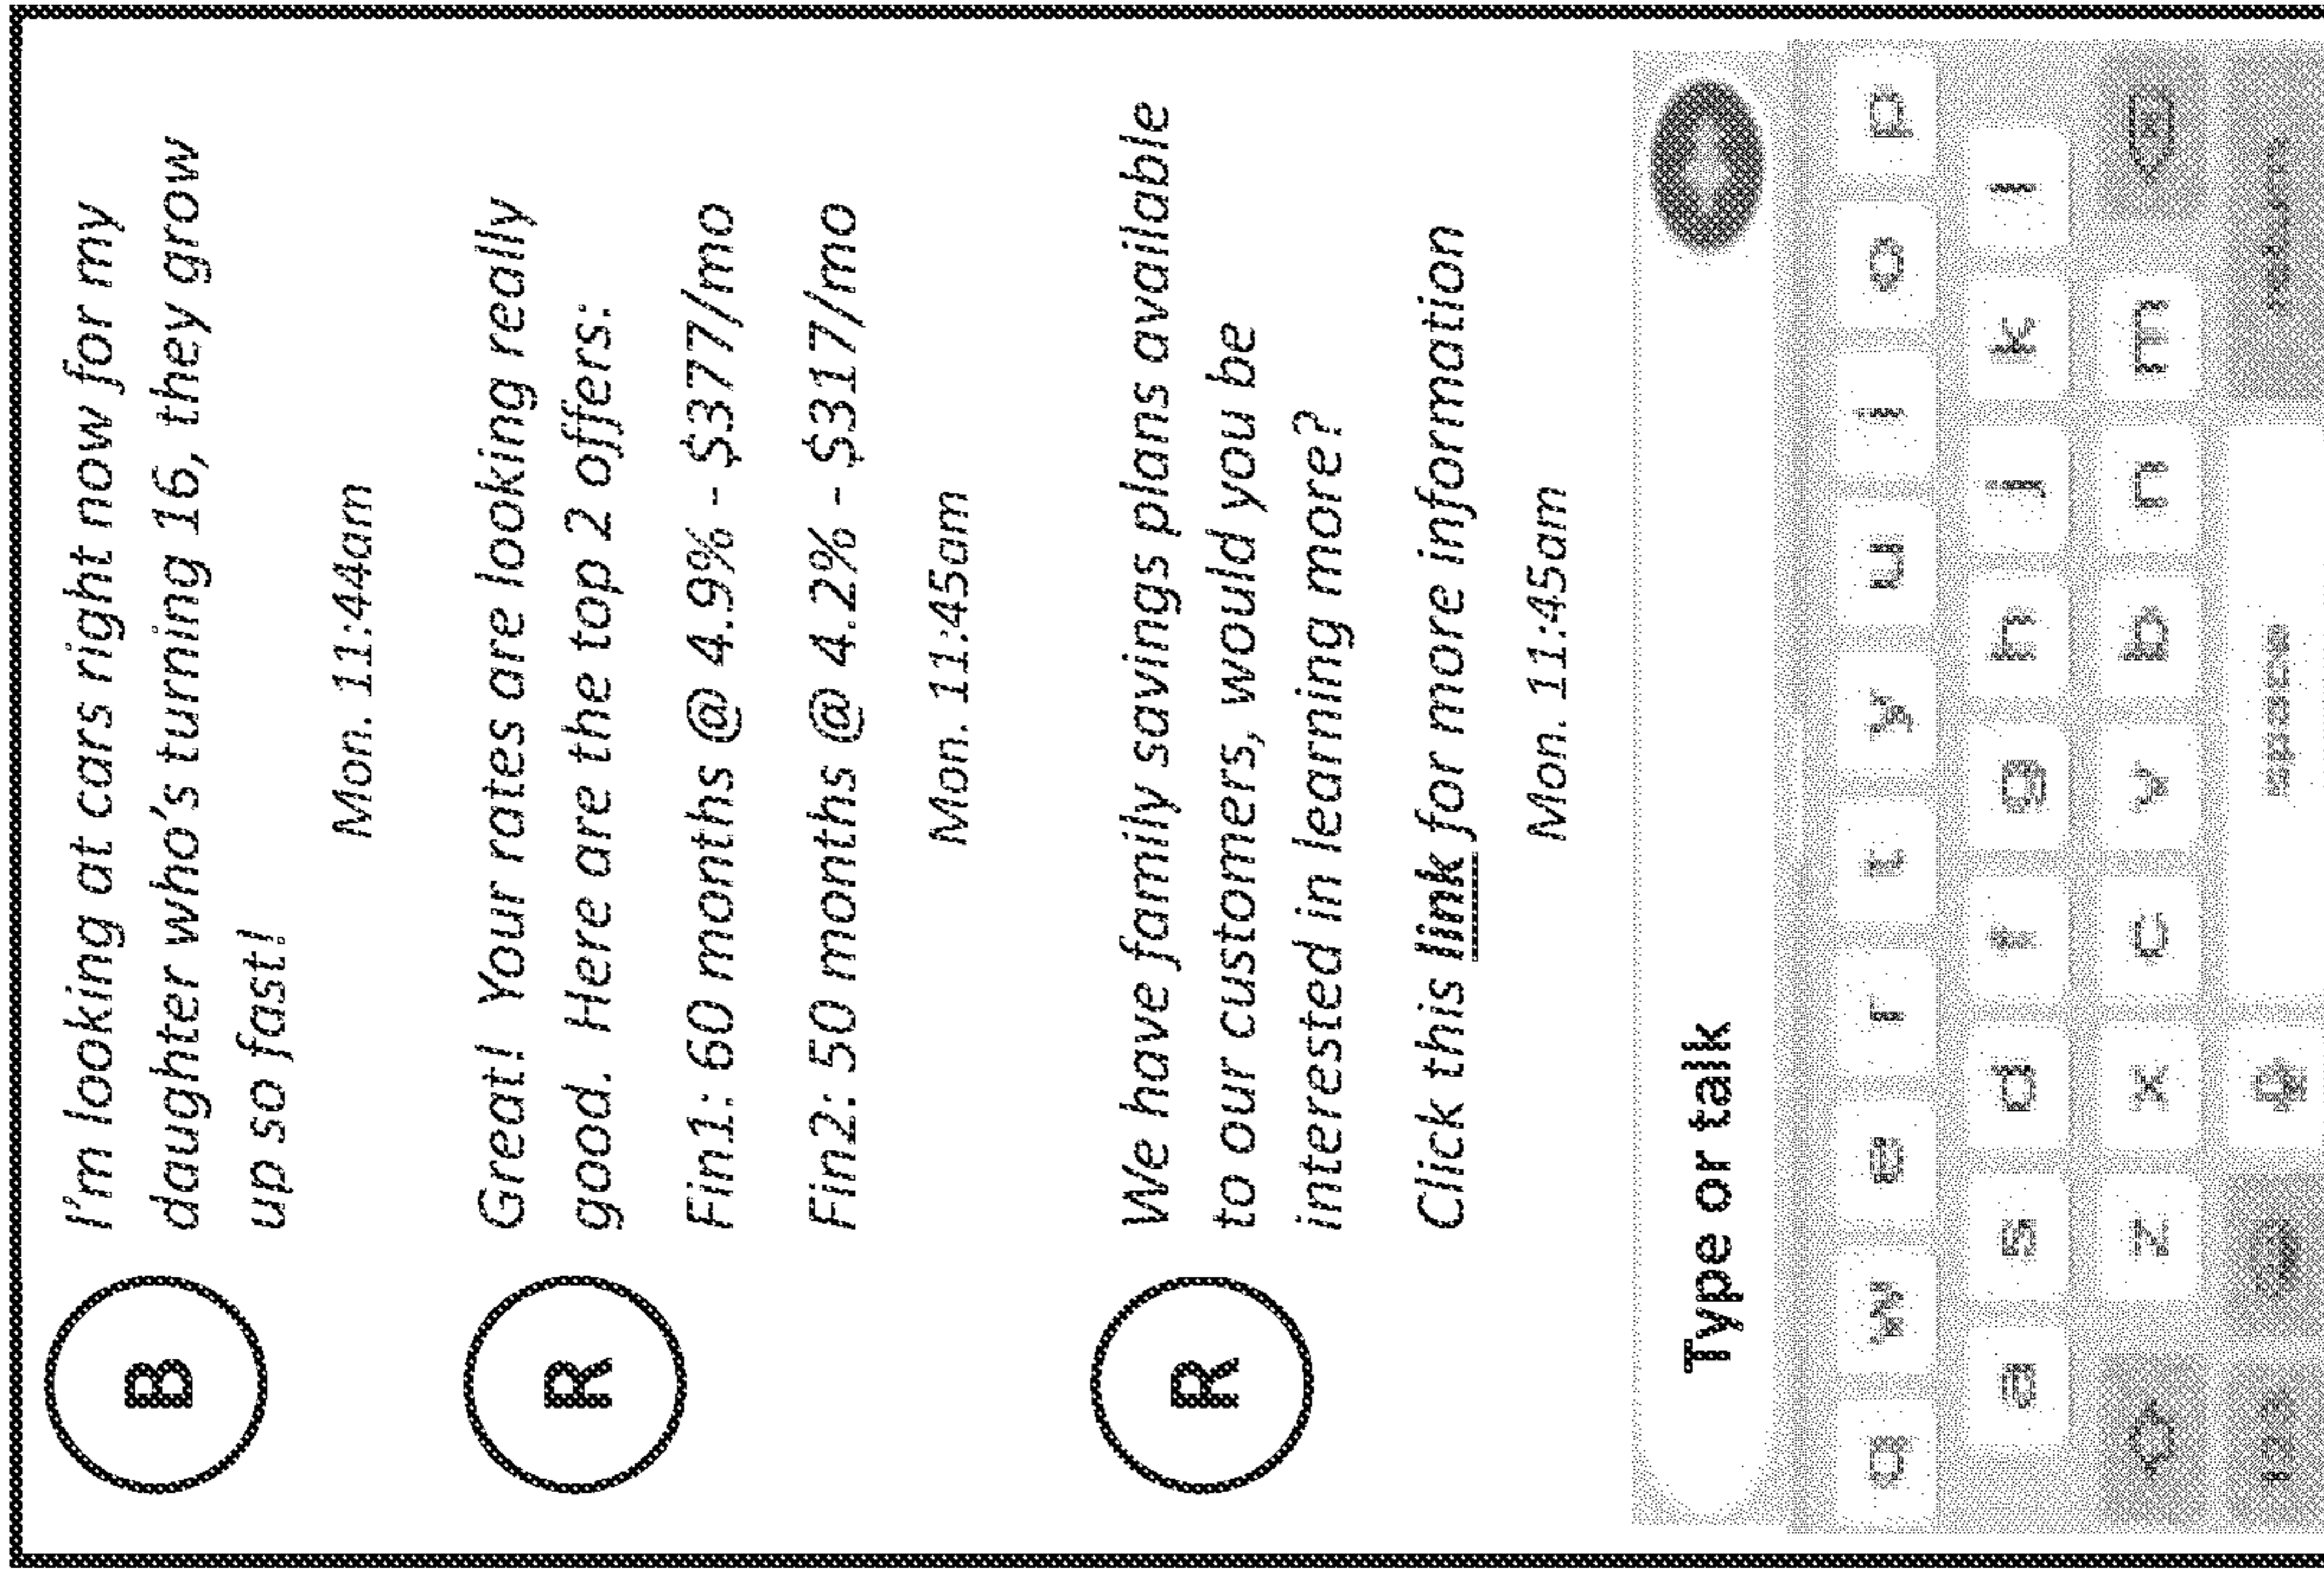 B
I'm looking at cars right now for my
daughter who's turning 16, they grow
up so fast!
Mon. 11:44am
R
Great!  Your rates are looking really
good.  Here are the top 2 offers:
Fin1: 60 months @ 4.9% - $377/mo
Fin2: 50 months @ 4.2% - $317/mo
Mon. 11:45am
R
We have family savings plans available
to our customers, would you be
interested in learning more?
Click this link for more information
Mon. 11:45am
Type or talk
q w e r t y u i o p
a s d f g h j k l
z x c v b n m
space return